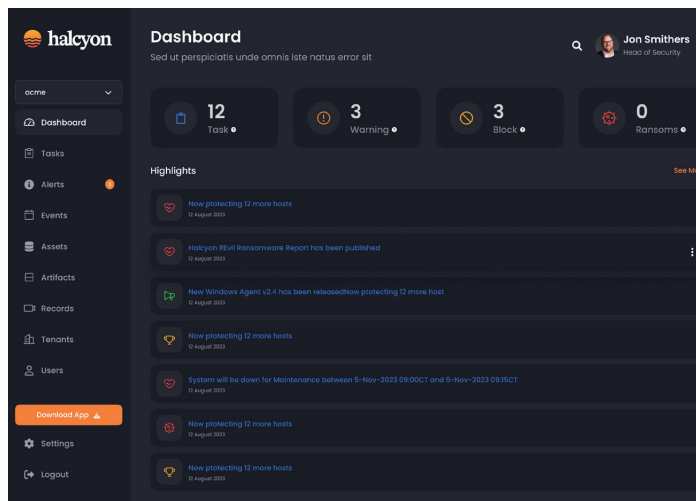 halcyon
acme
Dashboard
Tasks
Alerts
Events
Assets
Artifacts
Records
Tenants
Users
Download App
Settings
Logout
Dashboard
Sed ut perspiciatis unde omnis iste natus error sit
Jon Smithers
Head of Security
12
Task
3
Warning
3
Block
0
Ransoms
Highlights
See Mo
Now ptotecting 12 more hosts
12 August 2023
Halcyon REvil Ransomware Report has been published
12 August 2023
New Windows Agent v2.4 has been releasedNow ptotecting 12 more host
12 August 2023
Now ptotecting 12 more hosts
12 August 2023
System will be down for Maintenance between 5-Nov-2023 09:00CT and 5-Nov-2023 09:15CT
12 August 2023
Now ptotecting 12 more hosts
12 August 2023
Now ptotecting 12 more hosts
12 August 2023